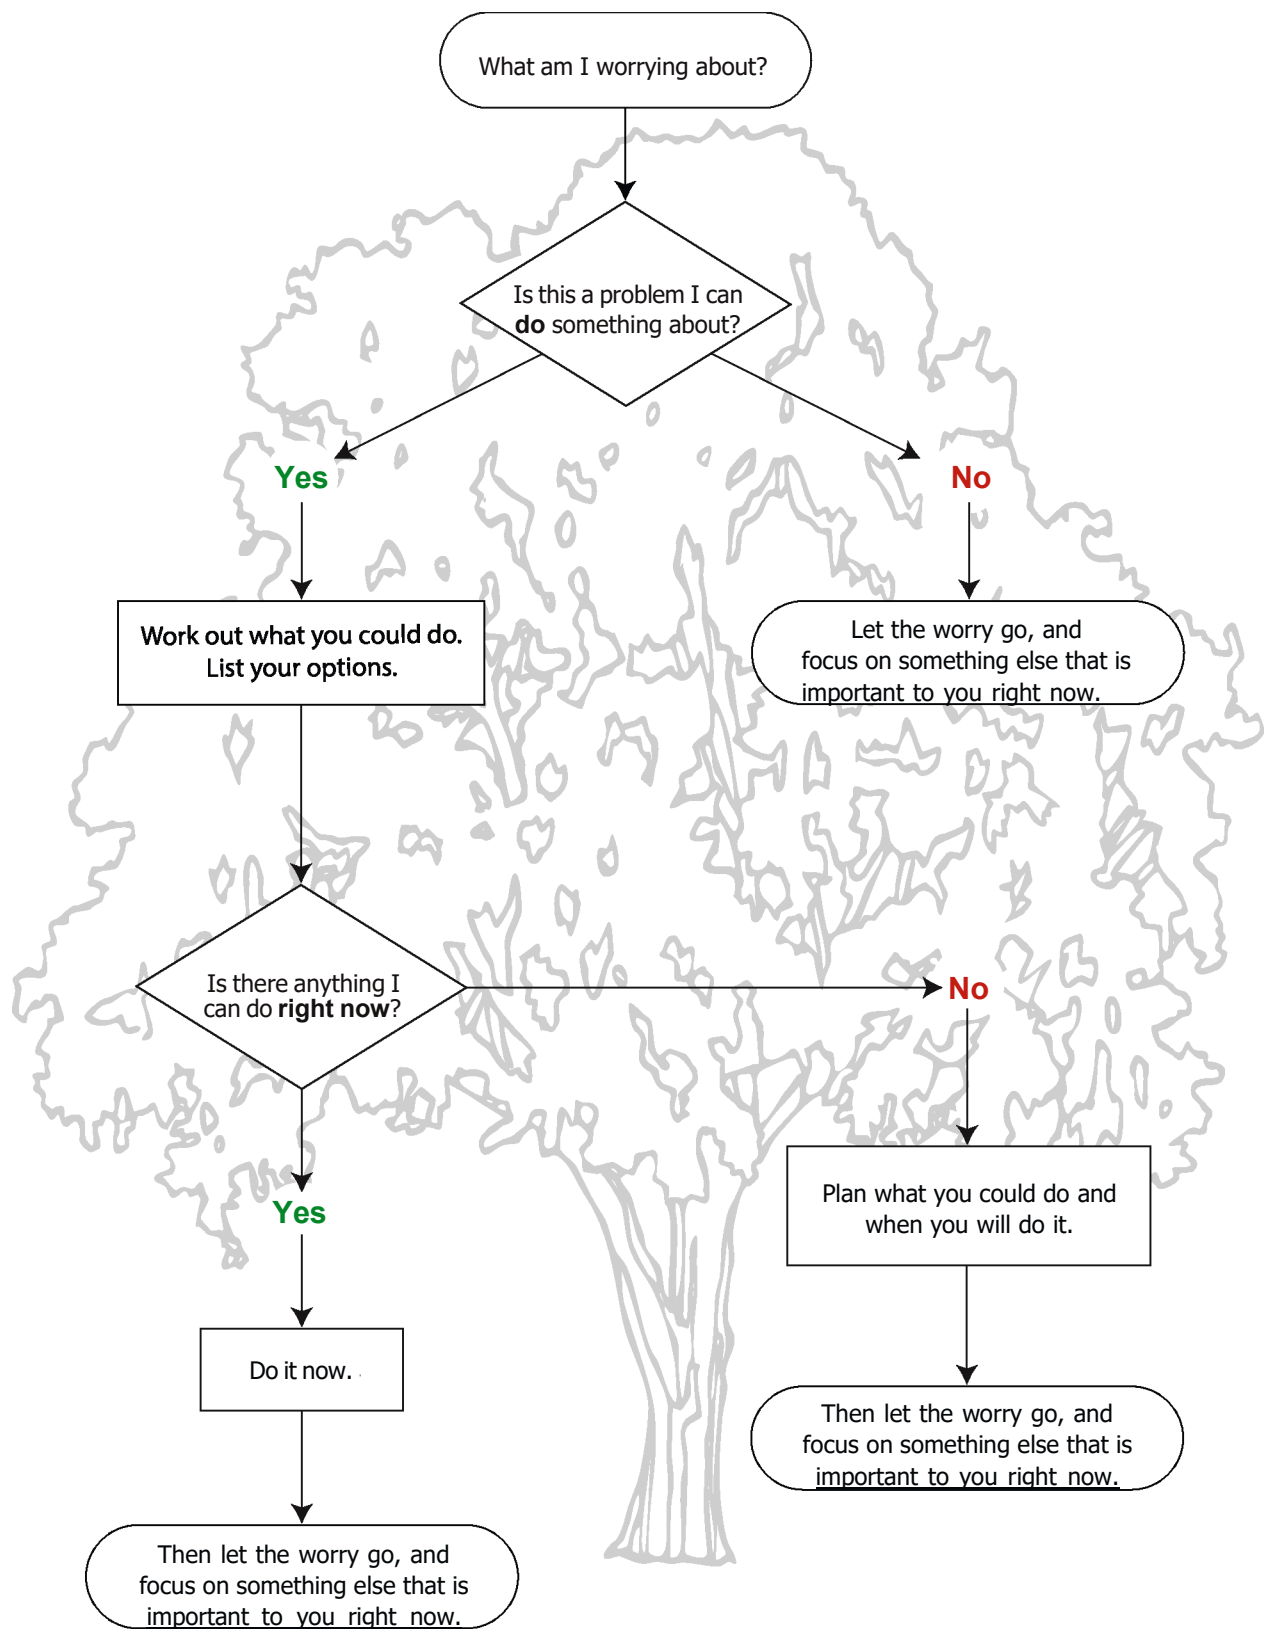 What am I worrying about?
Is this a problem I can
do something about?
Yes
No
Work out what you could do.
List your options.
Let the worry go, and
focus on something else that is
important to you right now.
Is there anything I
can do right now?
No
Yes
Plan what you could do and
when you will do it.
Do it now.
Then let the worry go, and
focus on something else that is
important to you right now.
Then let the worry go, and
focus on something else that is
important to you right now.